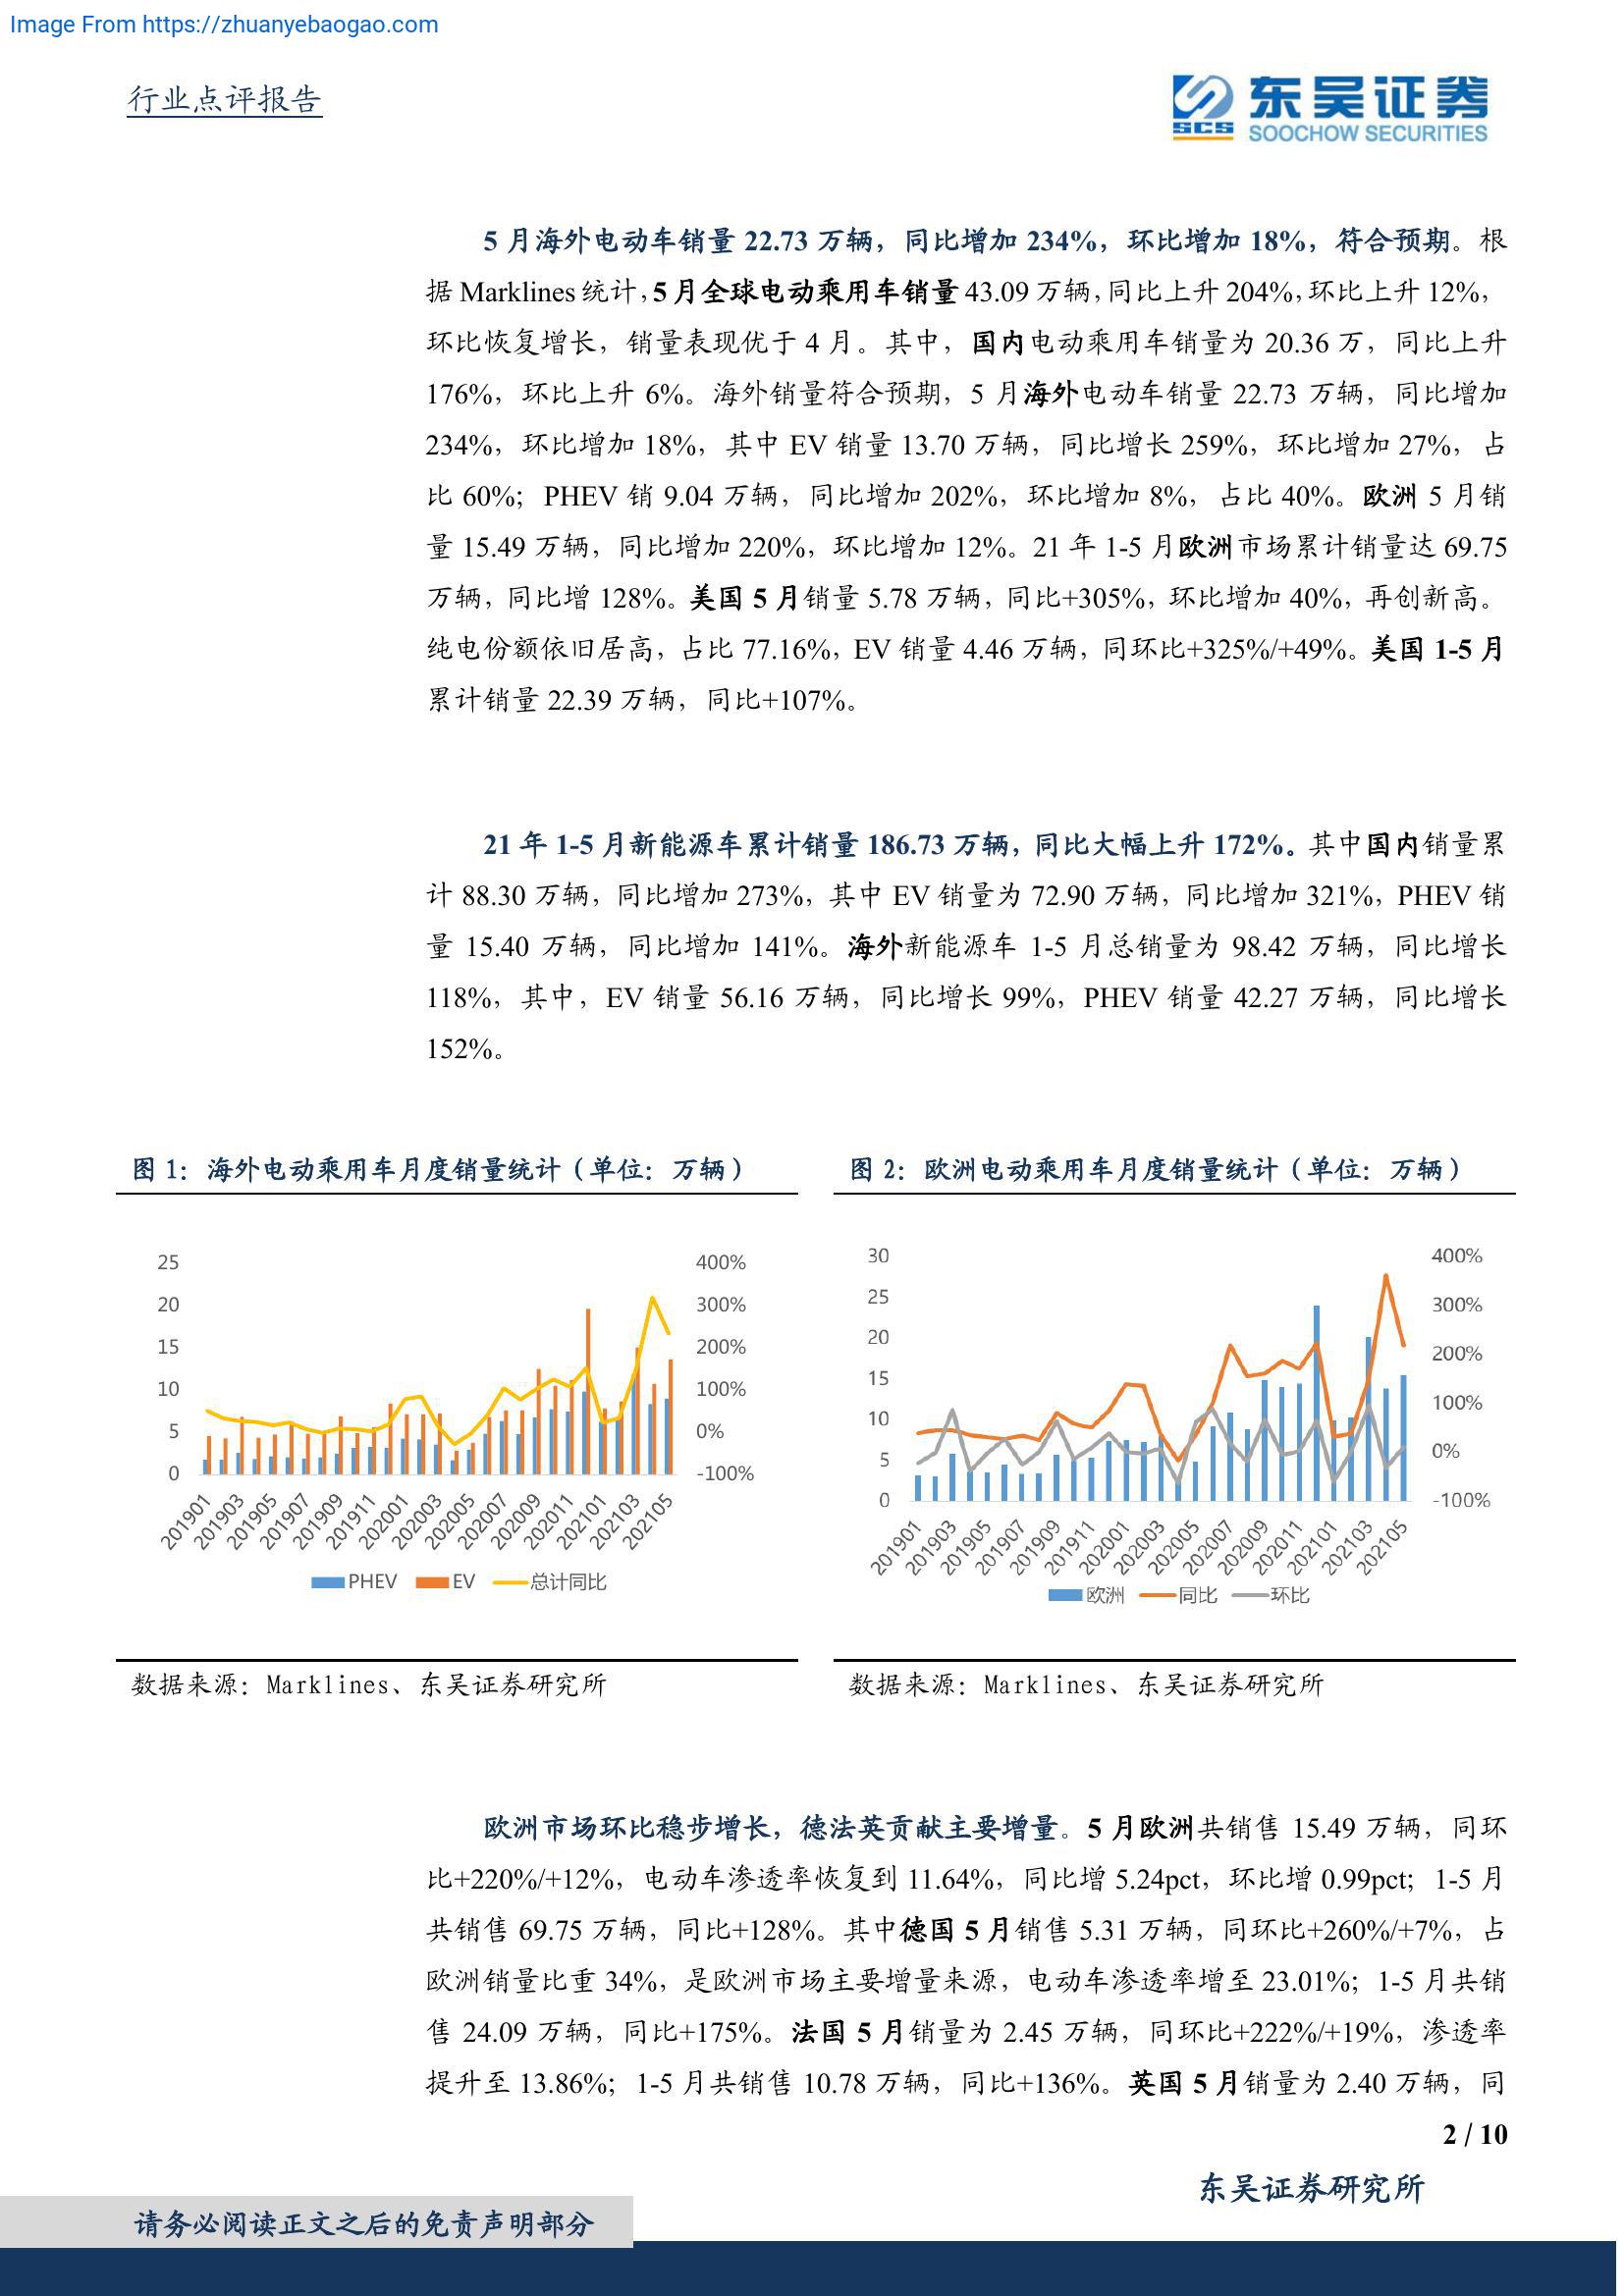 Image From https://zhuanyebaogao.com
行业点评报告
SCS
东吴证券
SOOCHOW SECURITIES
5 月海外电动车销量 22.73 万辆，同比增加 234%，环比增加 18%，符合预期。根
据 Marklines 统计，5 月全球电动乘用车销量 43.09 万辆，同比上升 204%，环比上升 12%，
环比恢复增长，销量表现优于 4 月。其中，国内电动乘用车销量为 20.36 万，同比上升
176%，环比上升 6%。海外销量符合预期，5 月海外电动车销量 22.73 万辆，同比增加
234%，环比增加 18%，其中 EV 销量 13.70 万辆，同比增长 259%，环比增加 27%，占
比 60%；PHEV 销 9.04 万辆，同比增加 202%，环比增加 8%，占比 40%。欧洲 5 月销
量 15.49 万辆，同比增加 220%，环比增加 12%。21 年 1-5 月欧洲市场累计销量达 69.75
万辆，同比增 128%。美国 5 月销量 5.78 万辆，同比+305%，环比增加 40%，再创新高。
纯电份额依旧居高，占比 77.16%，EV 销量 4.46 万辆，同环比+325%/+49%。美国 1-5 月
累计销量 22.39 万辆，同比+107%。
21 年 1-5 月新能源车累计销量 186.73 万辆，同比大幅上升 172%。其中国内销量累
计 88.30 万辆，同比增加 273%，其中 EV 销量为 72.90 万辆，同比增加 321%，PHEV 销
量 15.40 万辆，同比增加 141%。海外新能源车 1-5 月总销量为 98.42 万辆，同比增长
118%，其中，EV 销量 56.16 万辆，同比增长 99%，PHEV 销量 42.27 万辆，同比增长
152%。
图 1：海外电动乘用车月度销量统计（单位：万辆）
25
20
15
10
5
0
400%
300%
200%
100%
0%
-100%
201901
201903
201905
201907
201909
201911
202001
202003
202005
202007
202009
202011
202101
202103
202105
PHEV EV 总计同比
数据来源：Marklines、东吴证券研究所
图 2：欧洲电动乘用车月度销量统计（单位：万辆）
30
25
20
15
10
5
0
400%
300%
200%
100%
0%
-100%
201901
201903
201905
201907
201909
201911
202001
202003
202005
202007
202009
202011
202101
202103
202105
欧洲 同比 环比
数据来源：Marklines、东吴证券研究所
欧洲市场环比稳步增长，德法英贡献主要增量。5 月欧洲共销售 15.49 万辆，同环
比+220%/+12%，电动车渗透率恢复到 11.64%，同比增 5.24pct，环比增 0.99pct；1-5 月
共销售 69.75 万辆，同比+128%。其中德国 5 月销售 5.31 万辆，同环比+260%/+7%，占
欧洲销量比重 34%，是欧洲市场主要增量来源，电动车渗透率增至 23.01%；1-5 月共销
售 24.09 万辆，同比+175%。法国 5 月销量为 2.45 万辆，同环比+222%/+19%，渗透率
提升至 13.86%；1-5 月共销售 10.78 万辆，同比+136%。英国 5 月销量为 2.40 万辆，同
2 / 10
东吴证券研究所
请务必阅读正文之后的免责声明部分